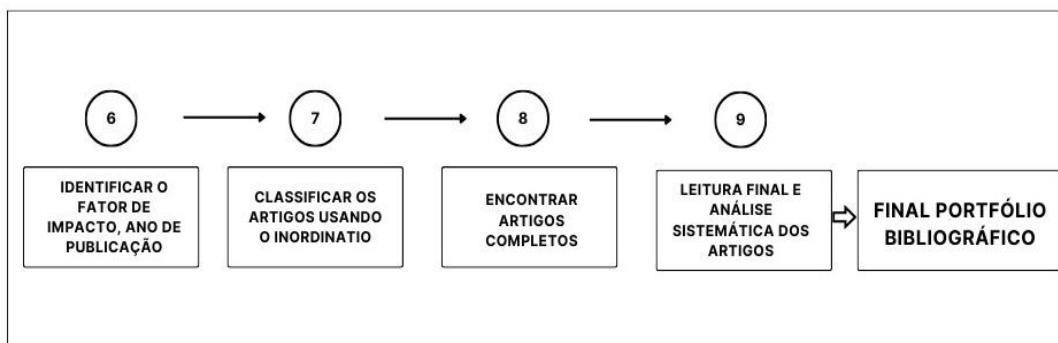 6
7
8
9
IDENTIFICAR O
FATOR DE
IMPACTO, ANO DE
PUBLICAÇÃO
CLASSIFICAR OS
ARTIGOS USANDO
O INORDINATIO
ENCONTRAR
ARTIGOS
COMPLETOS
LEITURA FINAL E
ANÁLISE
SISTEMÁTICA DOS
ARTIGOS
FINAL PORTFÓLIO
BIBLIOGRÁFICO